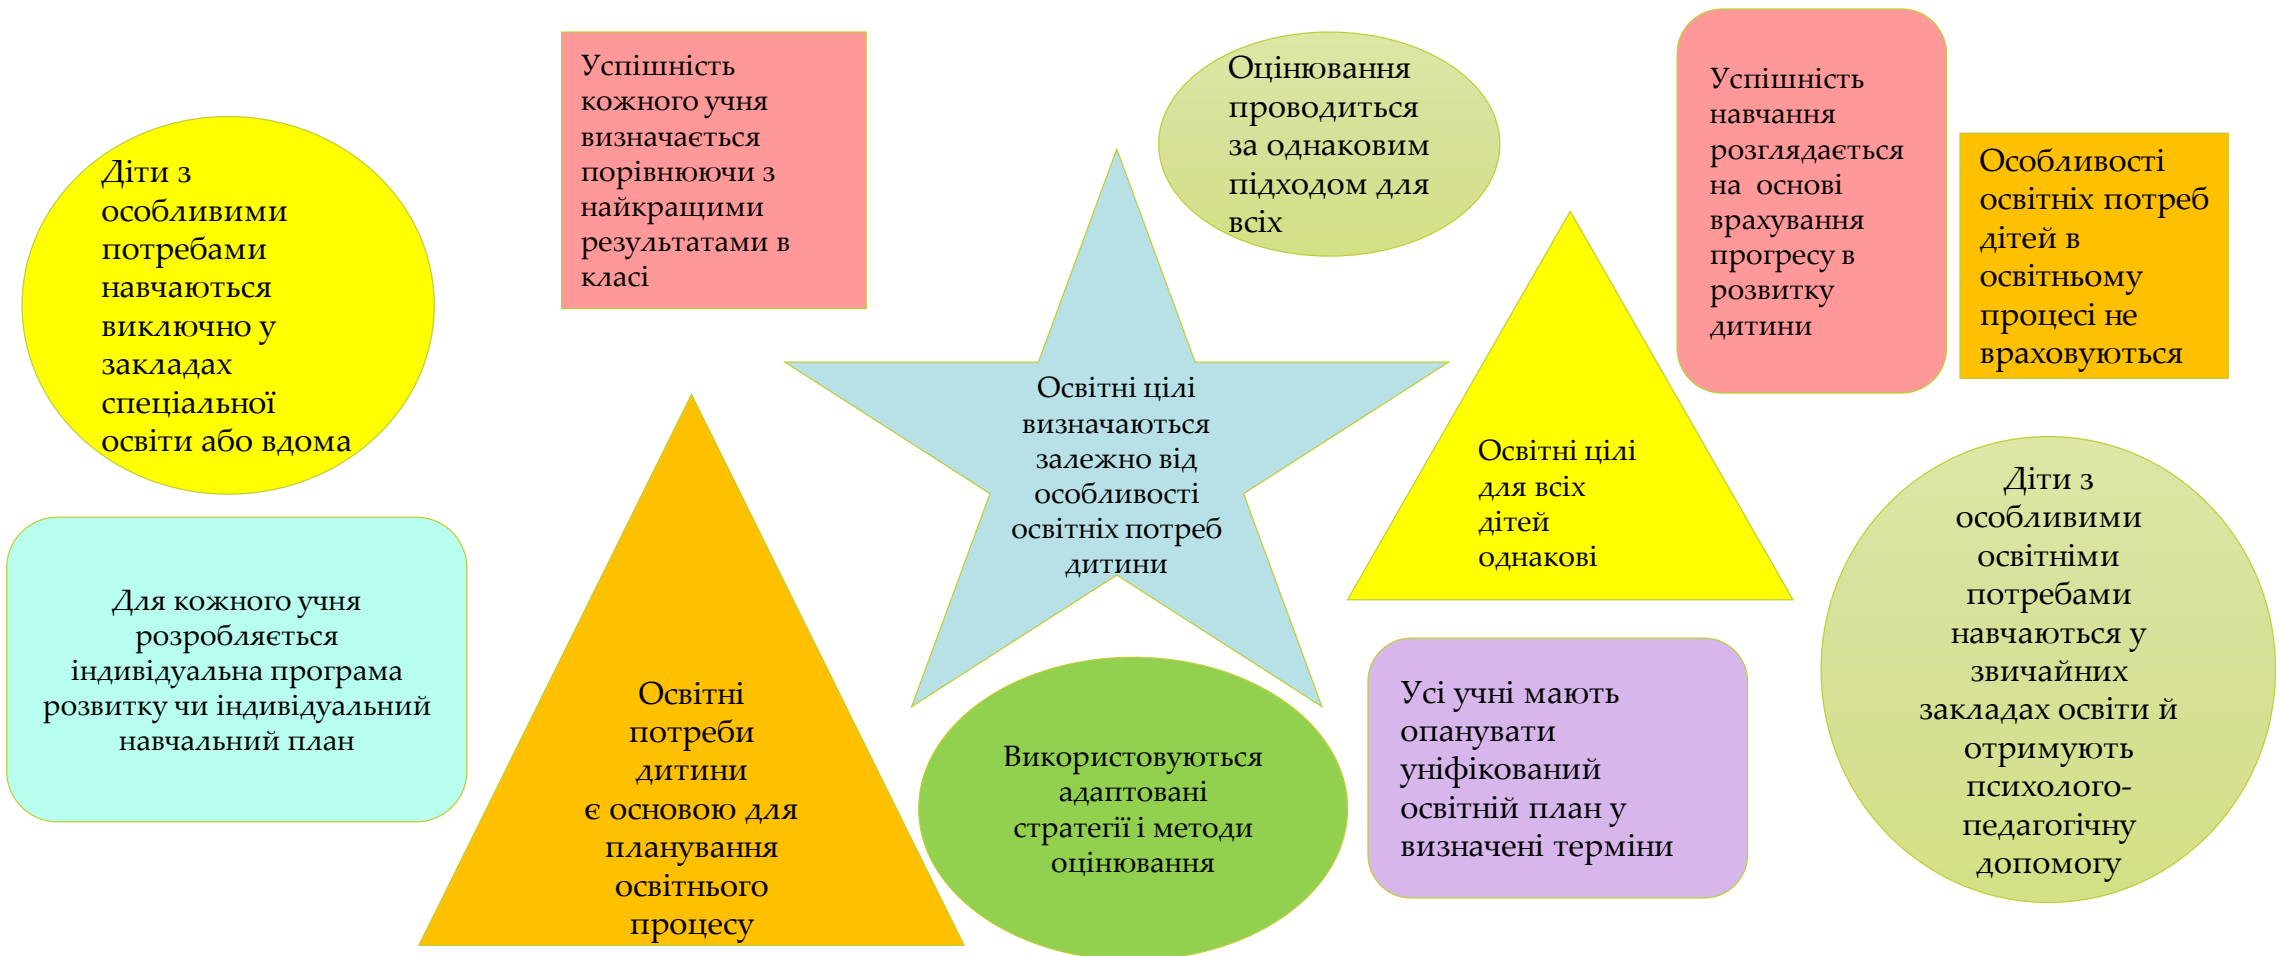 Діти з
особливими
потребами
навчаються
виключно у
закладах
спеціальної
освіти або вдома
Успішність
кожного учня
визначається
порівнюючи з
найкращими
результатами в
класі
Оцінювання
проводиться
за однаковим
підходом для
всіх
Успішність
навчання
розглядається
на основі
врахування
прогресу в
розвитку
дитини
Особливості
освітніх потреб
дітей в
освітньому
процесі не
враховуються
Освітні цілі
визначаються
залежно від
особливості
освітніх потреб
дитини
Освітні цілі
для всіх
дітей
однакові
Для кожного учня
розробляється
індивідуальна програма
розвитку чи індивідуальний
навчальний план
Освітні
потреби
дитини
є основою для
планування
освітнього
процесу
Використовуються
адаптовані
стратегії і методи
оцінювання
Усі учні мають
опанувати
уніфікований
освітній план у
визначені терміни
Діти з
особливими
освітніми
потребами
навчаються у
звичайних
закладах освіти й
отримують
психолого-
педагогічну
допомогу